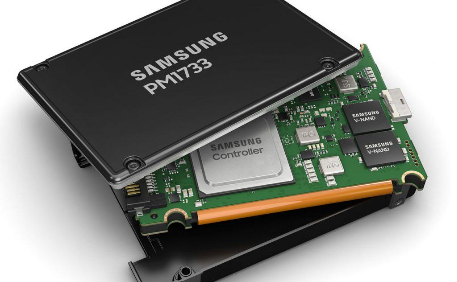 SAMSUNG
PM1733
SAMSUNG
Controller
SAMSUNG
V-NAND
SAMSUNG
V-NAND